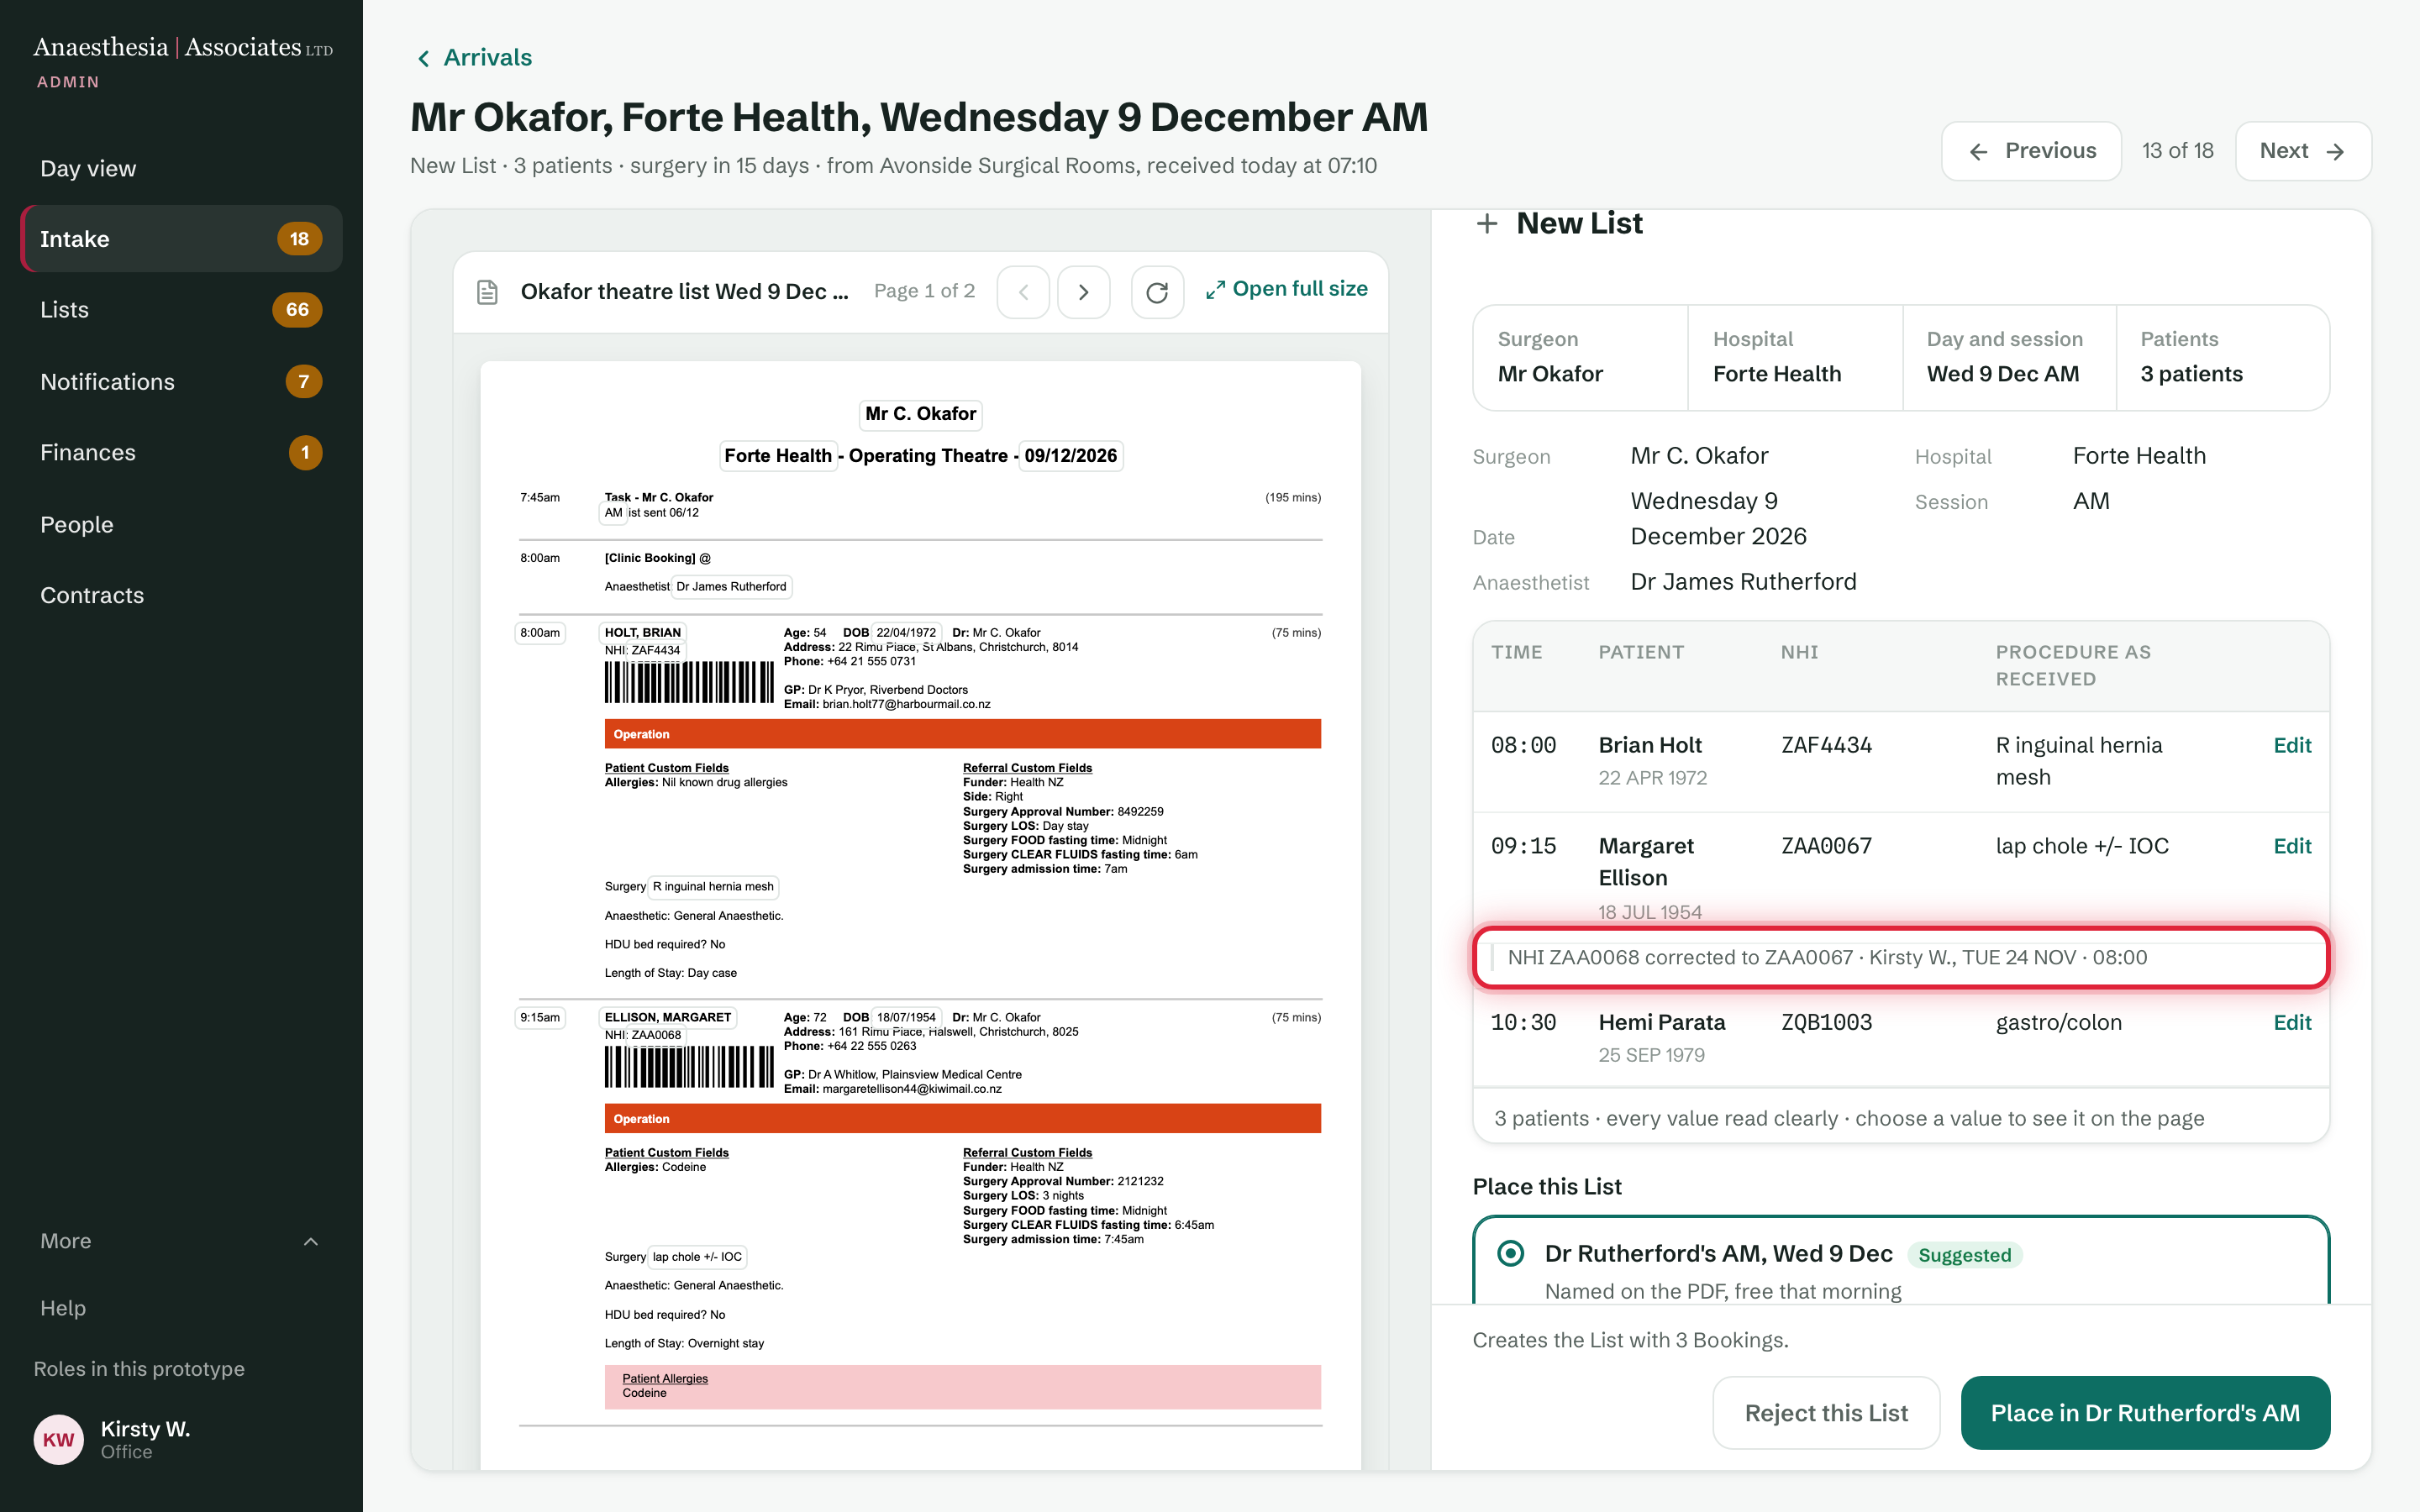 Anaesthesia | Associates LTD
ADMIN
Day view
Intake 18
Lists 66
Notifications 7
Finances 1
People
Contracts
More
Help
Roles in this prototype
KW
Kirsty W.
Office
Arrivals
Mr Okafor, Forte Health, Wednesday 9 December AM
New List · 3 patients · surgery in 15 days · from Avonside Surgical Rooms, received today at 07:10
Previous
13 of 18
Next
Okafor theatre list Wed 9 Dec ...
Page 1 of 2
Open full size
Mr C. Okafor
Forte Health - Operating Theatre - 09/12/2026
7:45am
Task - Mr C. Okafor
(195 mins)
AM ist sent 06/12
8:00am
[Clinic Booking] @
Anaesthetist Dr James Rutherford
8:00am
HOLT, BRIAN
NHI: ZAF4434
Age: 54 DOB 22/04/1972 Dr: Mr C. Okafor
(75 mins)
Address: 22 Rimu Place, St Albans, Christchurch, 8014
Phone: +64 21 555 0731
GP: Dr K Pryor, Riverbend Doctors
Email: brian.holt77@harbourmail.co.nz
Operation
Patient Custom Fields
Allergies: Nil known drug allergies
Referral Custom Fields
Funder: Health NZ
Side: Right
Surgery Approval Number: 8492259
Surgery LOS: Day stay
Surgery FOOD fasting time: Midnight
Surgery CLEAR FLUIDS fasting time: 6am
Surgery admission time: 7am
Surgery R inguinal hernia mesh
Anaesthetic: General Anaesthetic.
HDU bed required? No
Length of Stay: Day case
9:15am
ELLISON, MARGARET
NHI: ZAA0068
Age: 72 DOB 18/07/1954 Dr: Mr C. Okafor
(75 mins)
Address: 161 Rimu Place, Halswell, Christchurch, 8025
Phone: +64 22 555 0263
GP: Dr A Whitlow, Plainsview Medical Centre
Email: margaretellison44@kiwimail.co.nz
Operation
Patient Custom Fields
Allergies: Codeine
Referral Custom Fields
Funder: Health NZ
Surgery Approval Number: 2121232
Surgery LOS: 3 nights
Surgery FOOD fasting time: Midnight
Surgery CLEAR FLUIDS fasting time: 6:45am
Surgery admission time: 7:45am
Surgery lap chole +/- IOC
Anaesthetic: General Anaesthetic.
HDU bed required? No
Length of Stay: Overnight stay
Patient Allergies
Codeine
New List
Surgeon
Mr Okafor
Hospital
Forte Health
Day and session
Wed 9 Dec AM
Patients
3 patients
Surgeon Mr C. Okafor
Hospital Forte Health
Date Wednesday 9
December 2026
Session AM
Anaesthetist Dr James Rutherford
TIME PATIENT NHI PROCEDURE AS
RECEIVED
08:00 Brian Holt ZAF4434 R inguinal hernia Edit
22 APR 1972 mesh
09:15 Margaret ZAA0067 lap chole +/- IOC Edit
Ellison
18 JUL 1954
NHI ZAA0068 corrected to ZAA0067 · Kirsty W., TUE 24 NOV · 08:00
10:30 Hemi Parata ZQB1003 gastro/colon Edit
25 SEP 1979
3 patients · every value read clearly · choose a value to see it on the page
Place this List
Dr Rutherford's AM, Wed 9 Dec Suggested
Named on the PDF, free that morning
Creates the List with 3 Bookings.
Reject this List
Place in Dr Rutherford's AM